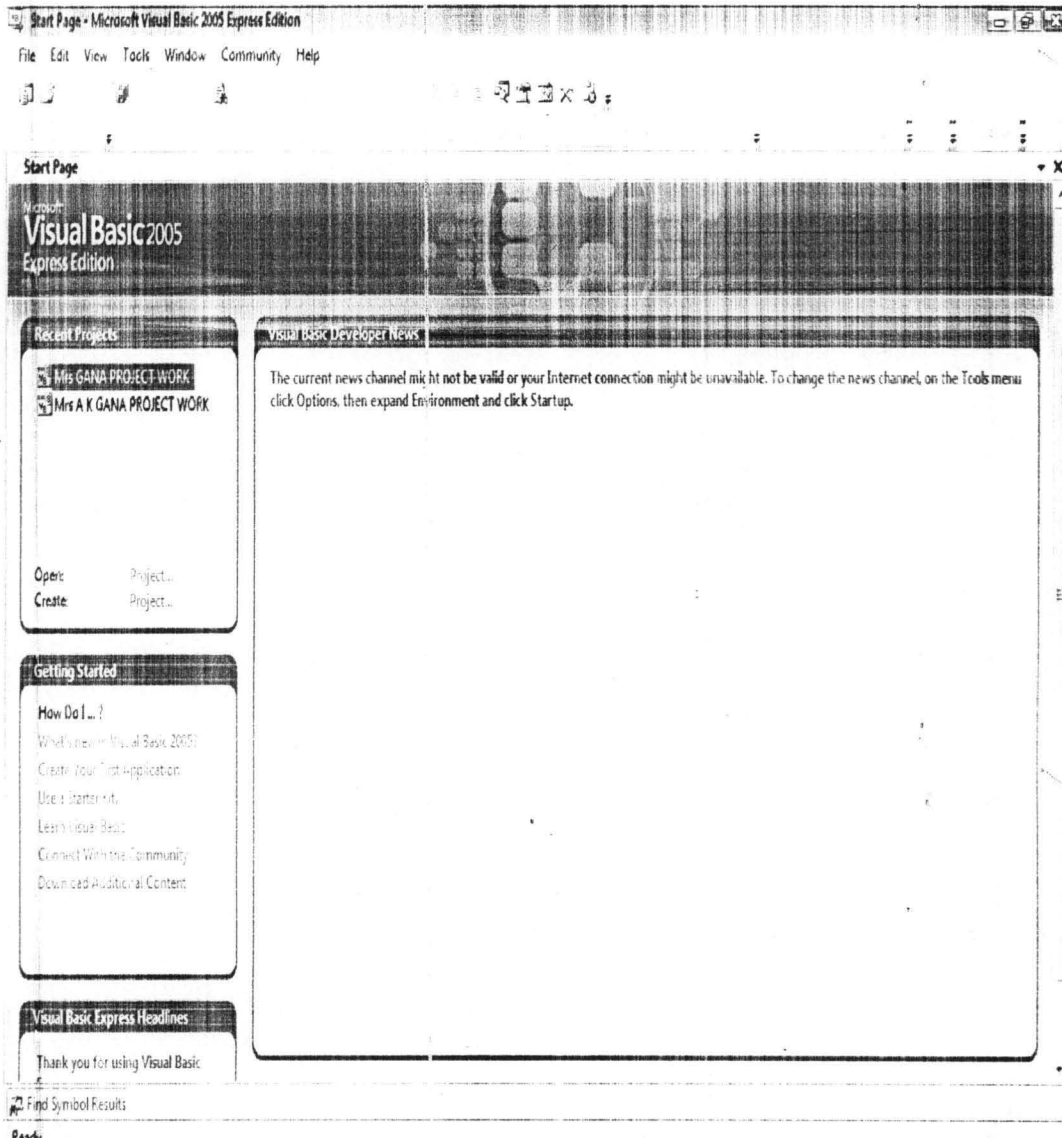 Start Page - Microsoft Visual Basic 2005 Express Edition
File Edit View Tools Window Community Help
Start Page
Microsoft
Visual Basic 2005
Express Edition
Recent Projects
Mrs GANA PROJECT WORK
Mrs A K GANA PROJECT WORK
Open: Project...
Create: Project...
Getting Started
How Do I ... ?
What's new in Visual Basic 2005?
Create Your First Application
Use a Starter Kit
Learn Visual Basic
Connect With the Community
Download Additional Content
Visual Basic Express Headlines
Thank you for using Visual Basic
Visual Basic Developer News
The current news channel might not be valid or your Internet connection might be unavailable. To change the news channel, on the Tools menu
click Options, then expand Environment and click Startup.
Find Symbol Results
Ready